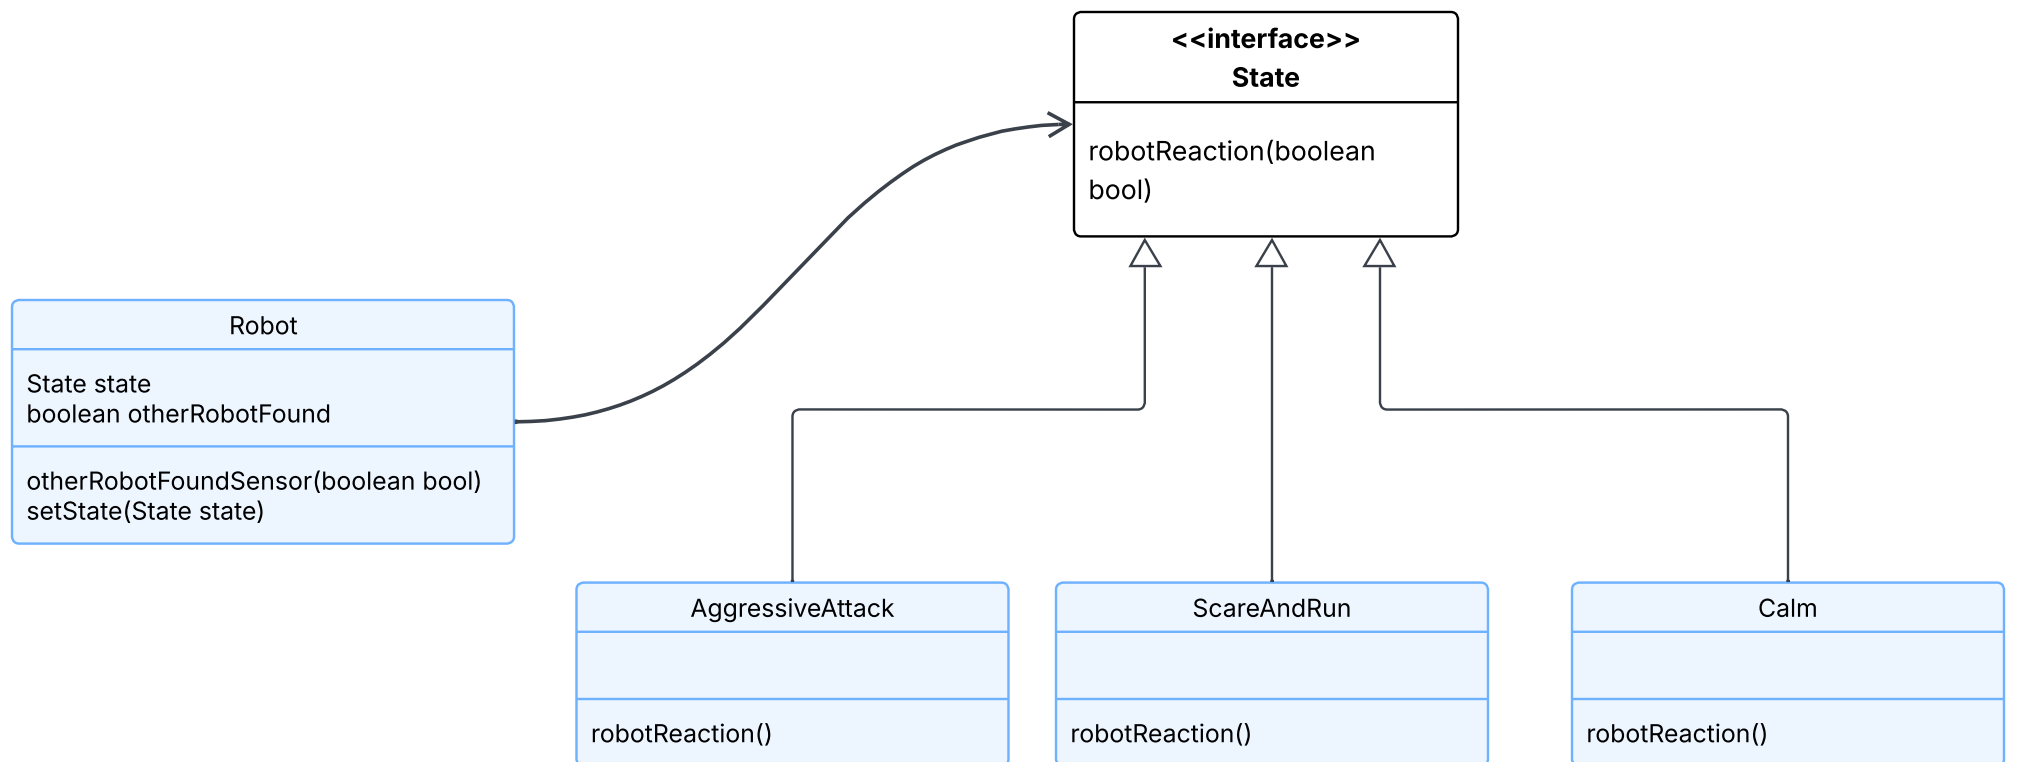 <<interface>>
State
robotReaction(boolean
bool)
Robot
State state
boolean otherRobotFound
otherRobotFoundSensor(boolean bool)
setState(State state)
AggressiveAttack
robotReaction()
ScareAndRun
robotReaction()
Calm
robotReaction()